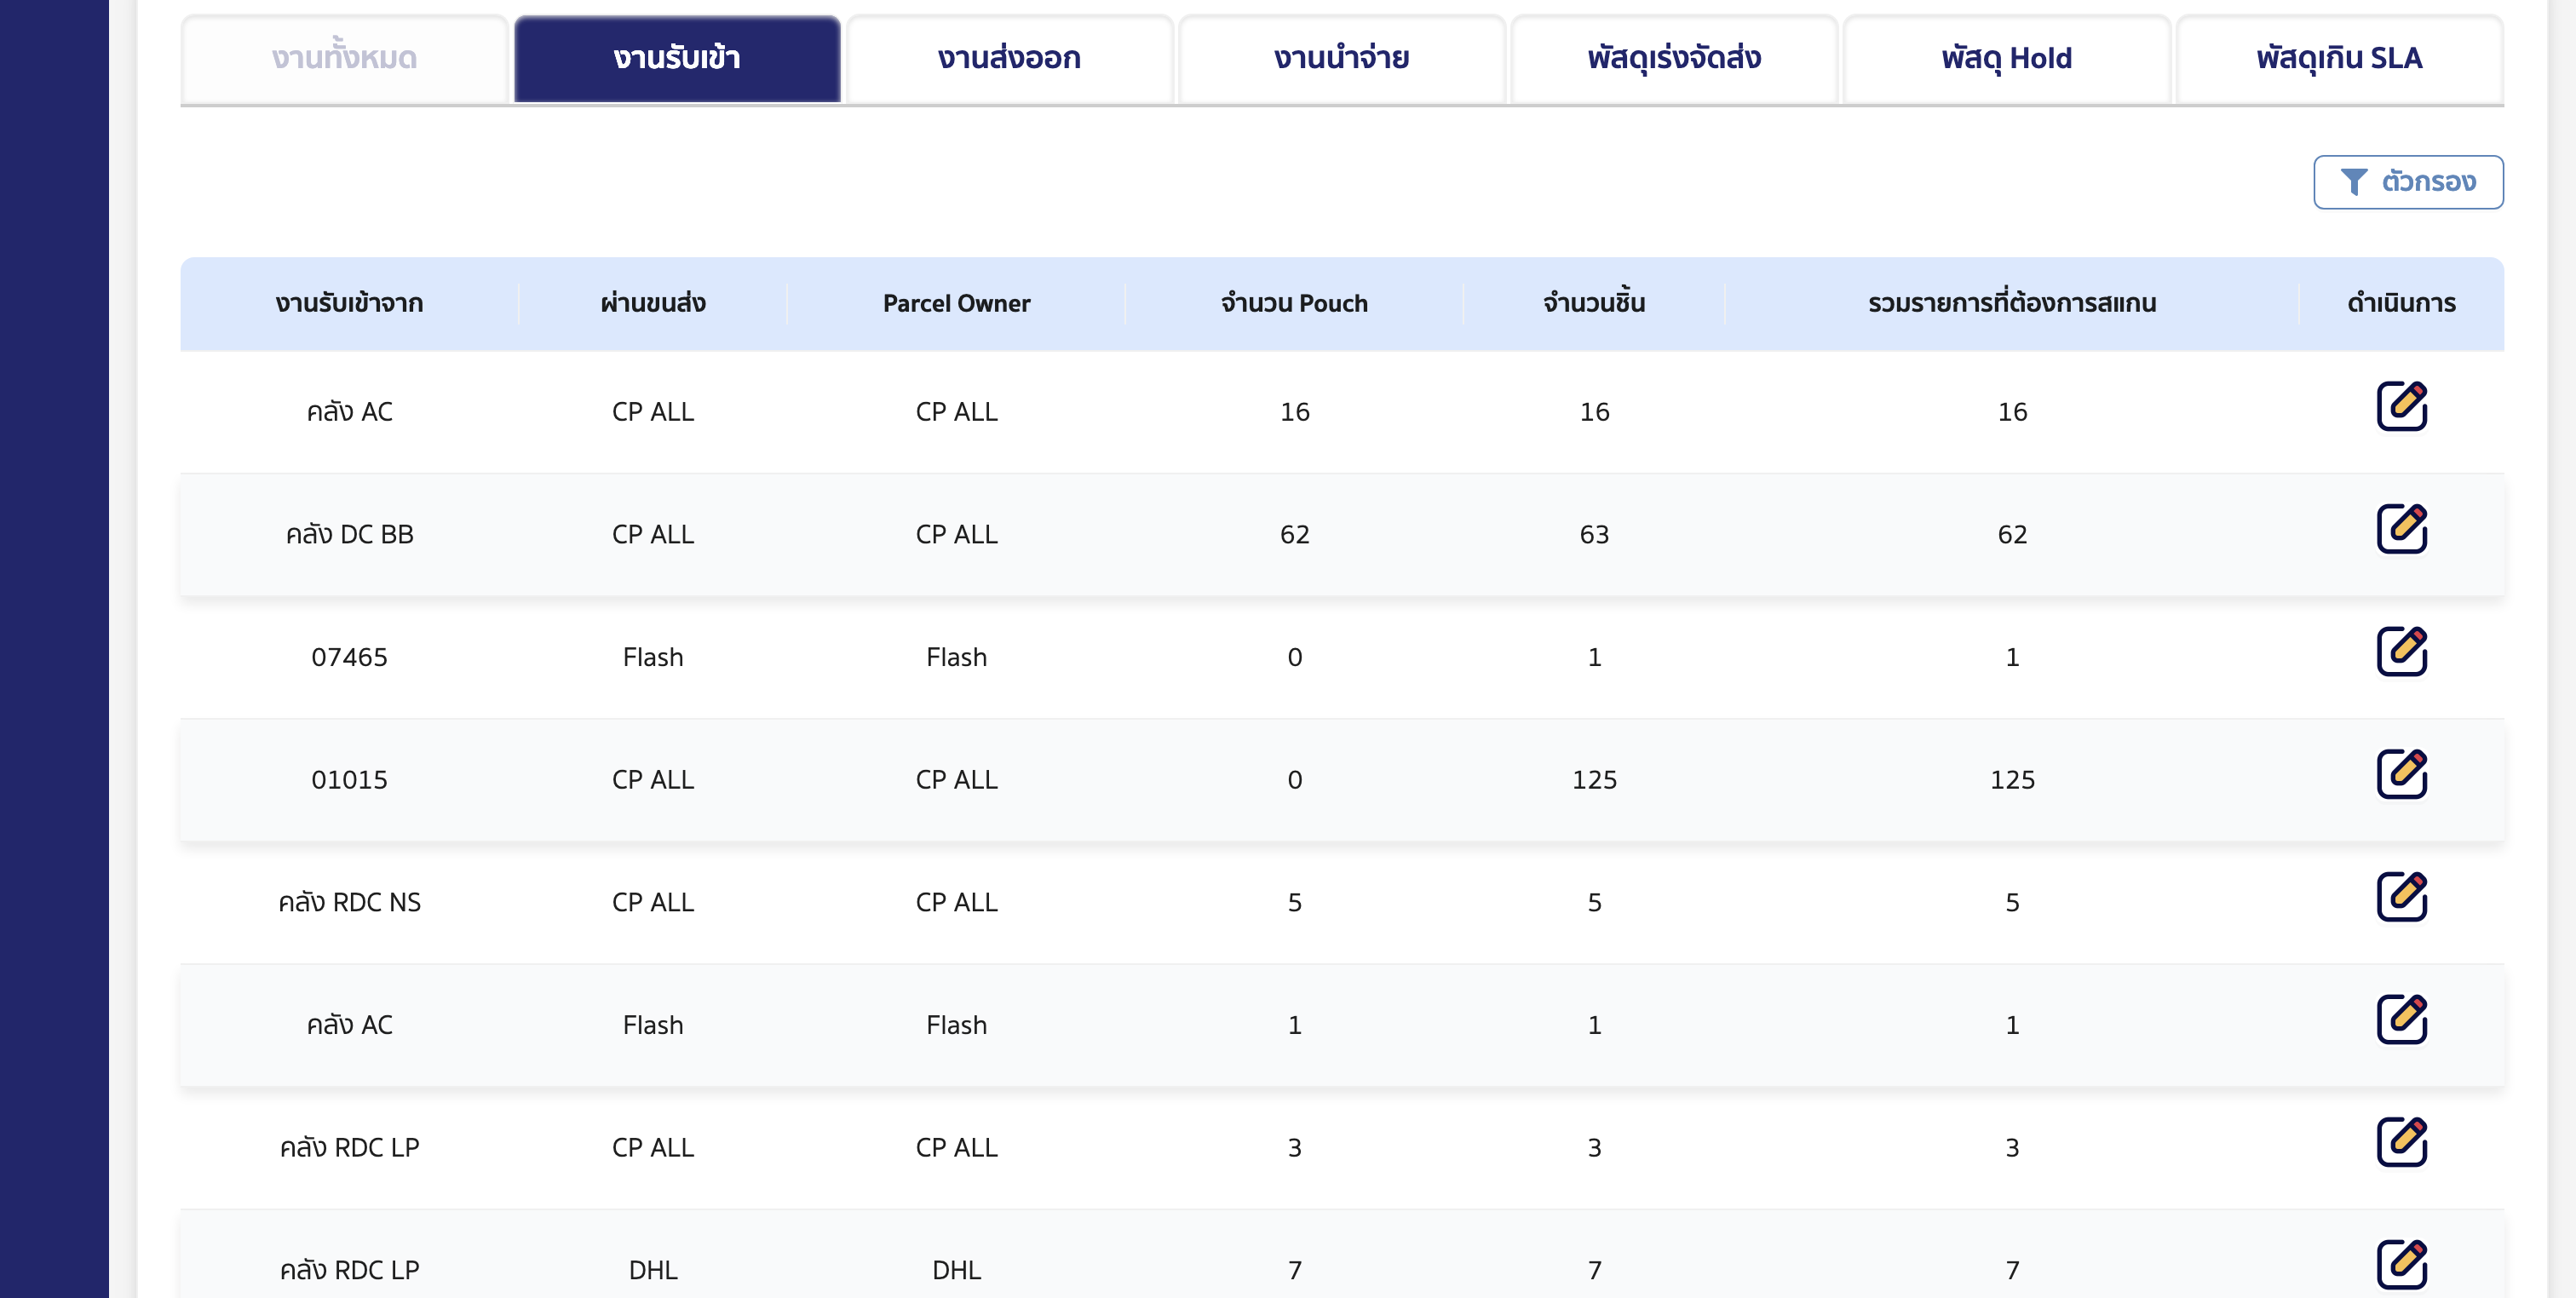 งานทั้งหมด งานรับเข้า งานส่งออก งานนำจ่าย พัสดุเร่งจัดส่ง พัสดุ Hold พัสดุเกิน SLA
ตัวกรอง
งานรับเข้าจาก ผ่านขนส่ง Parcel Owner จำนวน Pouch จำนวนชิ้น รวมรายการที่ต้องการสแกน ดำเนินการ
คลัง AC CP ALL CP ALL 16 16 16
คลัง DC BB CP ALL CP ALL 62 63 62
07465 Flash Flash 0 1 1
01015 CP ALL CP ALL 0 125 125
คลัง RDC NS CP ALL CP ALL 5 5 5
คลัง AC Flash Flash 1 1 1
คลัง RDC LP CP ALL CP ALL 3 3 3
คลัง RDC LP DHL DHL 7 7 7